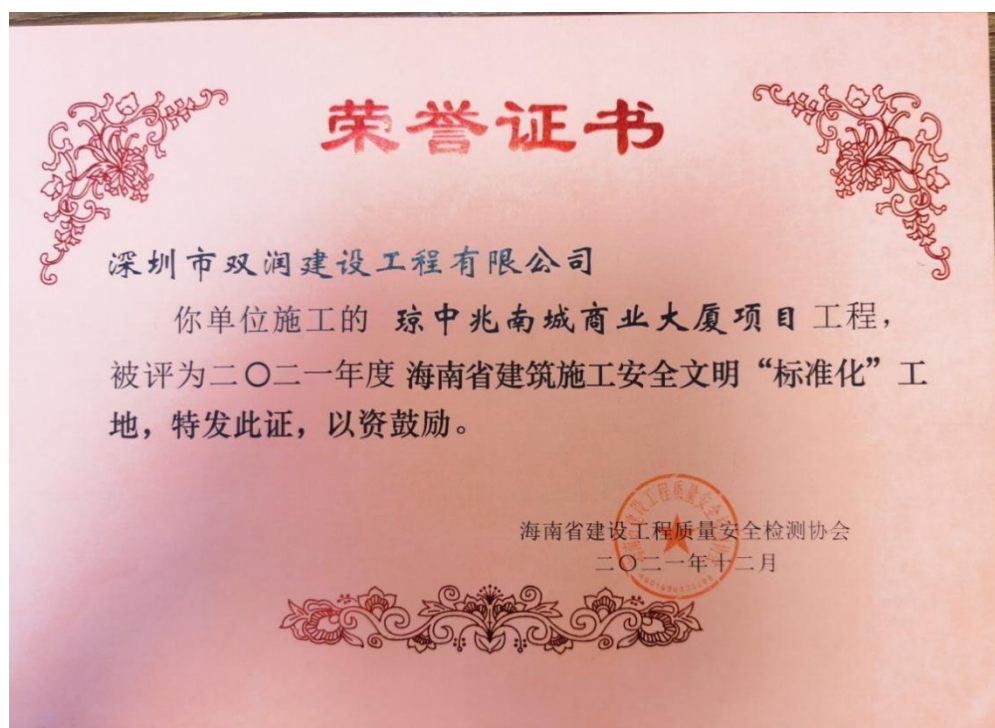 荣誉证书
深圳市双润建设工程有限公司
你单位施工的 琼中兆南城商业大厦项目 工程，
被评为二〇二一年度 海南省建筑施工安全文明“标准化”工
地，特发此证，以资鼓励。
海南省建设工程质量安全检测协会
二〇二一年十二月